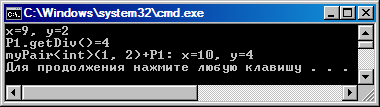 C:\Windows\system32\cmd.exe
x=9, y=2
P1.getDiv()=4
myPair<int>(1, 2)+P1: x=10, y=4
Для продолжения нажмите любую клавишу . . .